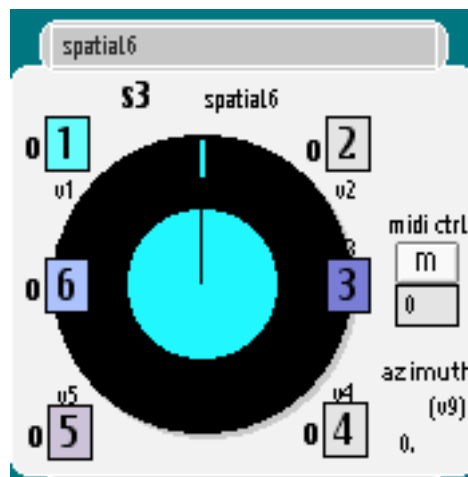 spatial6
s3 spatial6
0 1 0 2
v1 v2
midi ctrl
m
0 6 3
0
azimuth
v5 v4 (v9)
0 5 0 4 0.